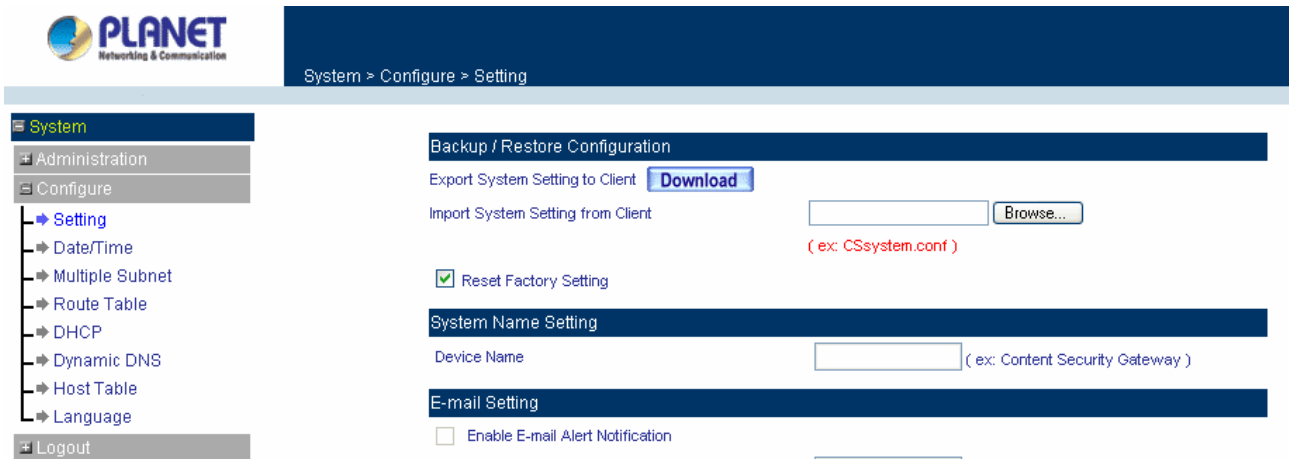 PLANET
Networking & Communication
System > Configure > Setting
System
Administration
Configure
Setting
Date/Time
Multiple Subnet
Route Table
DHCP
Dynamic DNS
Host Table
Language
Logout
Backup / Restore Configuration
Export System Setting to Client Download
Import System Setting from Client Browse...
( ex: CSsystem.conf )
Reset Factory Setting
System Name Setting
Device Name ( ex: Content Security Gateway )
E-mail Setting
Enable E-mail Alert Notification